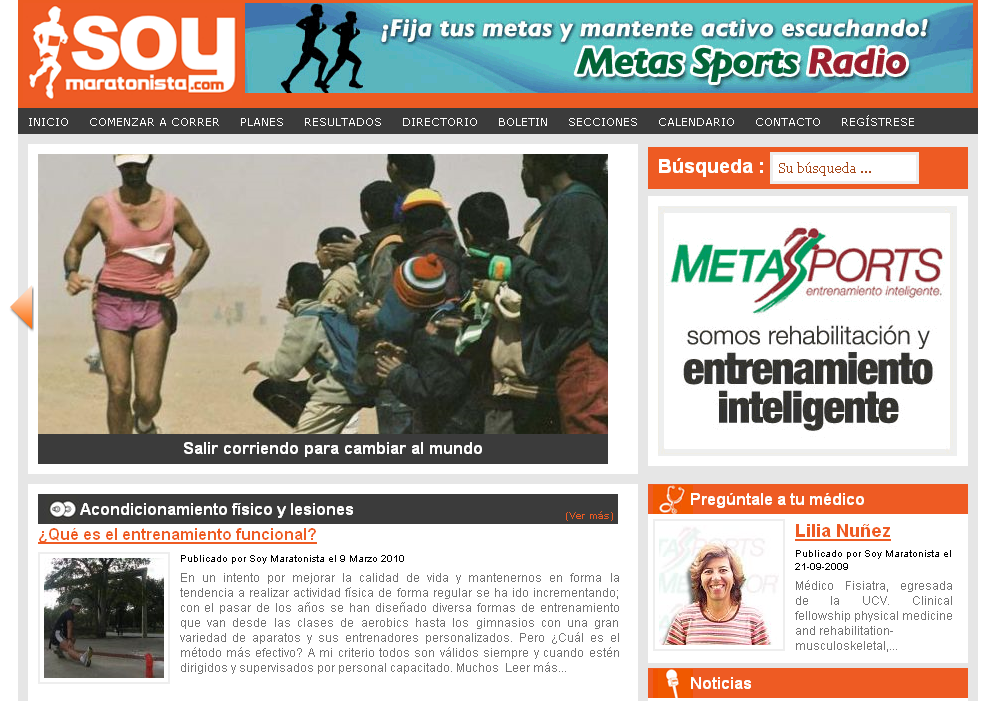 soy
maratonista.com
¡Fija tus metas y mantente activo escuchando!
Metas Sports Radio
INICIO COMENZAR A CORRER PLANES RESULTADOS DIRECTORIO BOLETIN SECCIONES CALENDARIO CONTACTO REGÍSTRESE
Búsqueda : Su búsqueda ...
METASPORTS
entrenamiento inteligente.
somos rehabilitación y
entrenamiento
inteligente
Salir corriendo para cambiar al mundo
Acondicionamiento físico y lesiones
(Ver más)
¿Qué es el entrenamiento funcional?
Publicado por Soy Maratonista el 9 Marzo 2010
En un intento por mejorar la calidad de vida y mantenernos en forma la
tendencia a realizar actividad física de forma regular se ha ido incrementando;
con el pasar de los años se han diseñado diversa formas de entrenamiento
que van desde las clases de aerobics hasta los gimnasios con una gran
variedad de aparatos y sus entrenadores personalizados. Pero ¿Cuál es el
método más efectivo? A mi criterio todos son válidos siempre y cuando estén
dirigidos y supervisados por personal capacitado. Muchos Leer más...
Pregúntale a tu médico
Lilia Nuñez
Publicado por Soy Maratonista el
21-09-2009
Médico Fisiatra, egresada
de la UCV. Clinical
fellowship physical medicine
and rehabilitation-
musculoskeletal,...
Noticias